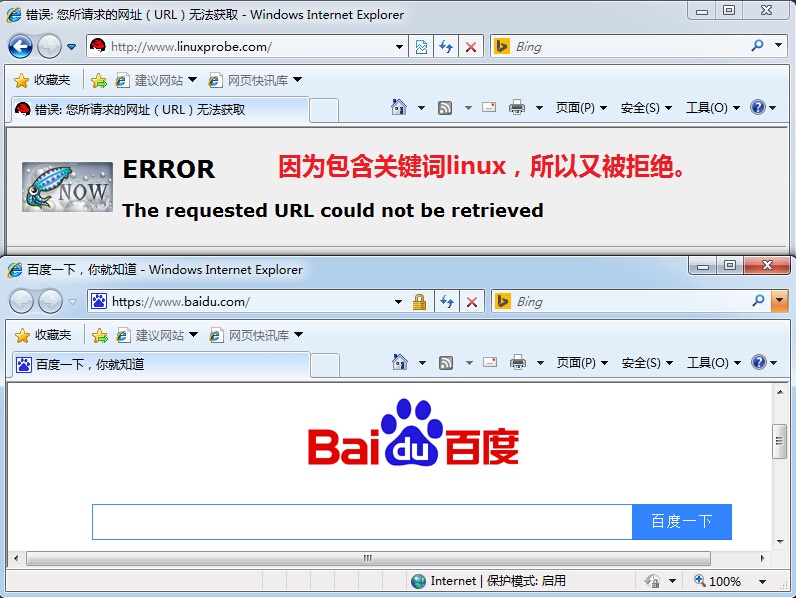 错误: 您所请求的网址（URL）无法获取 - Windows Internet Explorer
http://www.linuxprobe.com/
Bing
收藏夹 建议网站 网页快讯库
错误: 您所请求的网址（URL）无法获取
页面(P) 安全(S) 工具(O)
NOW
ERROR
因为包含关键词linux，所以又被拒绝。
The requested URL could not be retrieved
百度一下，你就知道 - Windows Internet Explorer
https://www.baidu.com/
Bing
收藏夹 建议网站 网页快讯库
百度一下，你就知道
页面(P) 安全(S) 工具(O)
Bai du 百度
百度一下
Internet | 保护模式: 启用
100%